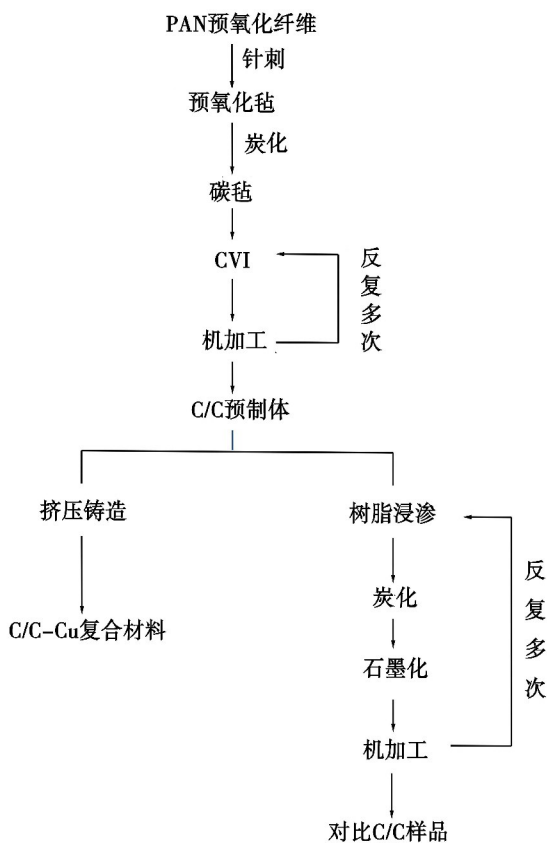 PAN预氧化纤维
针刺
预氧化毡
炭化
碳毡
CVI
机加工
反复多次
C/C预制体
挤压铸造
C/C-Cu复合材料
树脂浸渗
炭化
石墨化
机加工
反复多次
对比C/C样品